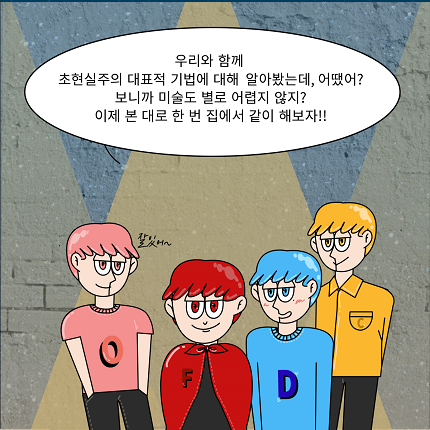 우리와 함께
초현실주의 대표적 기법에 대해 알아봤는데, 어땠어?
보니까 미술도 별로 어렵지 않지?
이제 본 대로 한 번 집에서 같이 해보자!!
잘있어~
O
F
D
C